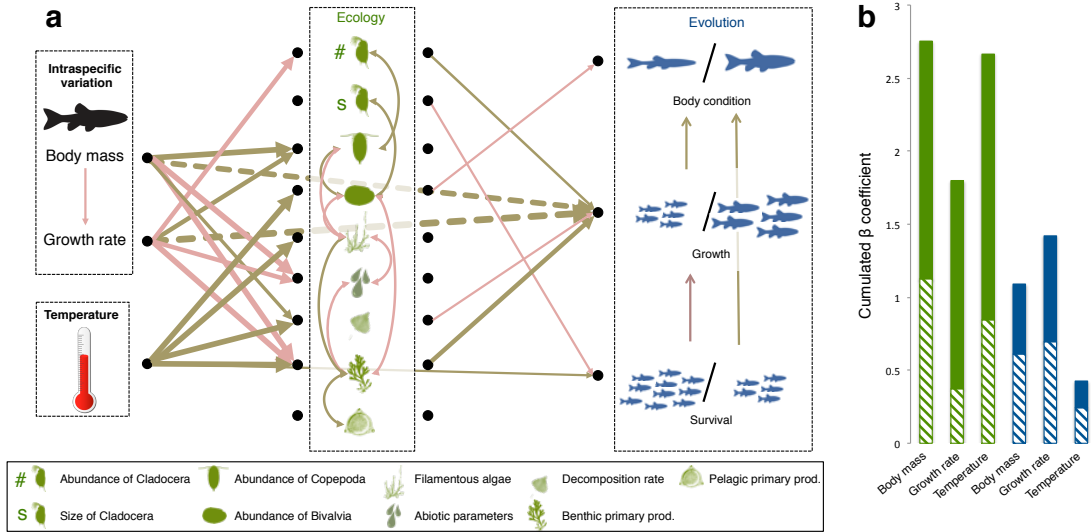 a
Intraspecific
variation
Body mass
Growth rate
Temperature
Ecology
#
s
Evolution
/
Body condition
/
Growth
/
Survival
# Abundance of Cladocera
Abundance of Copepoda
Filamentous algae
Decomposition rate
Pelagic primary prod.
s Size of Cladocera
Abundance of Bivalvia
Abiotic parameters
Benthic primary prod.
b
Cumulated β coefficient
3
2.5
2
1.5
1
0.5
0
Body mass
Growth rate
Temperature
Body mass
Growth rate
Temperature